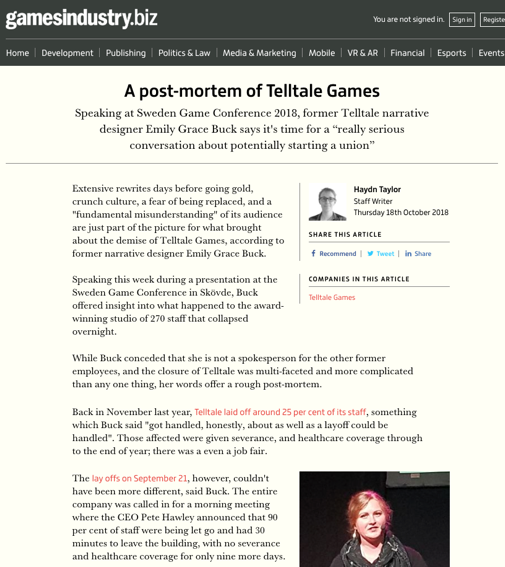 gamesindustry.biz
You are not signed in. Sign in Registe
Home Development Publishing Politics & Law Media & Marketing Mobile VR & AR Financial Esports Events
A post-mortem of Telltale Games
Speaking at Sweden Game Conference 2018, former Telltale narrative
designer Emily Grace Buck says it's time for a “really serious
conversation about potentially starting a union”
Extensive rewrites days before going gold,
crunch culture, a fear of being replaced, and a
"fundamental misunderstanding" of its audience
are just part of the picture for what brought
about the demise of Telltale Games, according to
former narrative designer Emily Grace Buck.
Speaking this week during a presentation at the
Sweden Game Conference in Skövde, Buck
offered insight into what happened to the award-
winning studio of 270 staff that collapsed
overnight.
Haydn Taylor
Staff Writer
Thursday 18th October 2018
SHARE THIS ARTICLE
Recommend Tweet Share
COMPANIES IN THIS ARTICLE
Telltale Games
While Buck conceded that she is not a spokesperson for the other former
employees, and the closure of Telltale was multi-faceted and more complicated
than any one thing, her words offer a rough post-mortem.
Back in November last year, Telltale laid off around 25 per cent of its staff, something
which Buck said "got handled, honestly, about as well as a layoff could be
handled". Those affected were given severance, and healthcare coverage through
to the end of year; there was a even a job fair.
The lay offs on September 21, however, couldn't
have been more different, said Buck. The entire
company was called in for a morning meeting
where the CEO Pete Hawley announced that 90
per cent of staff were being let go and had 30
minutes to leave the building, with no severance
and healthcare coverage for only nine more days.